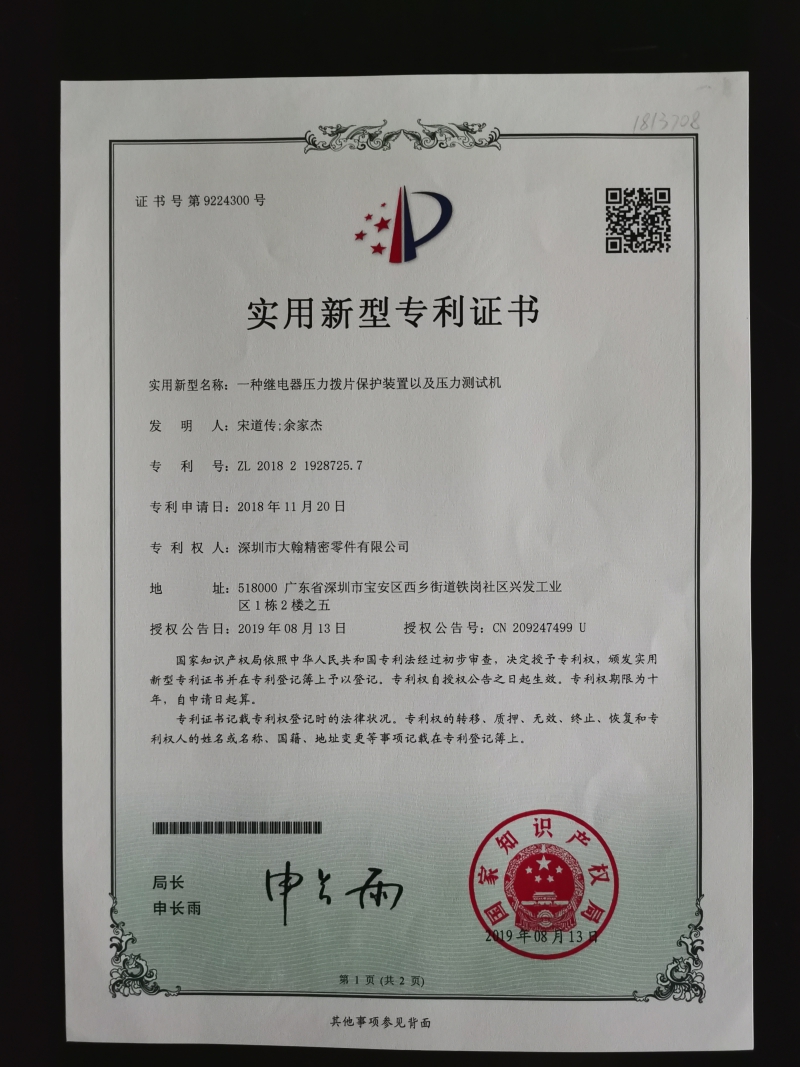 1813708
证书号第9224300号
实用新型专利证书
实用新型名称：一种继电器压力拨片保护装置以及压力测试机
发明人：宋道传;余家杰
专利号：ZL 2018 2 1928725.7
专利申请日：2018年11月20日
专利权人：深圳市大翰精密零件有限公司
地址：518000 广东省深圳市宝安区西乡街道铁岗社区兴发工业
区1栋2楼之五
授权公告日：2019年08月13日 授权公告号：CN 209247499 U
国家知识产权局依照中华人民共和国专利法经过初步审查，决定授予专利权，颁发实用
新型专利证书并在专利登记簿上予以登记。专利权自授权公告之日起生效。专利权期限为十
年，自申请日起算。
专利证书记载专利权登记时的法律状况。专利权的转移、质押、无效、终止、恢复和专
利权人的姓名或名称、国籍、地址变更等事项记载在专利登记簿上。
局长
申长雨
申长雨
国家知识产权局
2019年08月13日
第1页(共2页)
其他事项参见背面